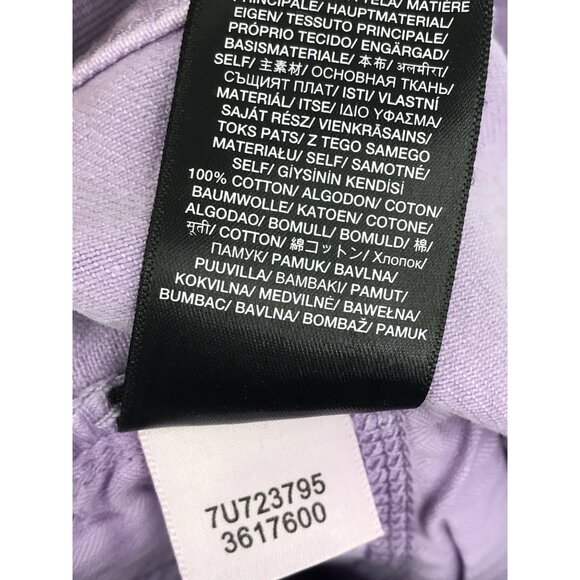 PRINCIPALE/ HAUPTMATERIAL/
EIGEN/ TESSUTO PRINCIPALE/
PRÓPRIO TECIDO/ ENGÄRGAD/
BASISMATERIALE/ 本布/ अलमीरा/
SELF/ 主素材/ ОСНОВНАЯ ТКАНЬ/
СЪЩИЯТ ПЛАТ/ ISTI/ VLASTNÍ
MATERIÁL/ ITSE/ ΙΔΙΟ ΥΦΑΣΜΑ/
SAJÁT RÉSZ/ VIENKRĀSAINS/
TOKS PATS/ Z TEGO SAMEGO
MATERIAŁU/ SELF/ SAMOTNÉ/
SELF/ GİYSİNİN KENDİSİ
100% COTTON/ ALGODON/ COTON/
BAUMWOLLE/ KATOEN/ COTONE/
ALGODAO/ BOMULL/ BOMULD/ 棉/
सूती/ COTTON/ 綿コットン/ Хлопок/
ПАМУК/ PAMUK/ BAVLNA/
PUUVILLA/ ΒΑΜΒΑΚΙ/ PAMUT/
KOKVILNA/ MEDVILNĖ/ BAWEŁNA/
BUMBAC/ BAVLNA/ BOMBAŽ/ PAMUK
7U723795
3617600